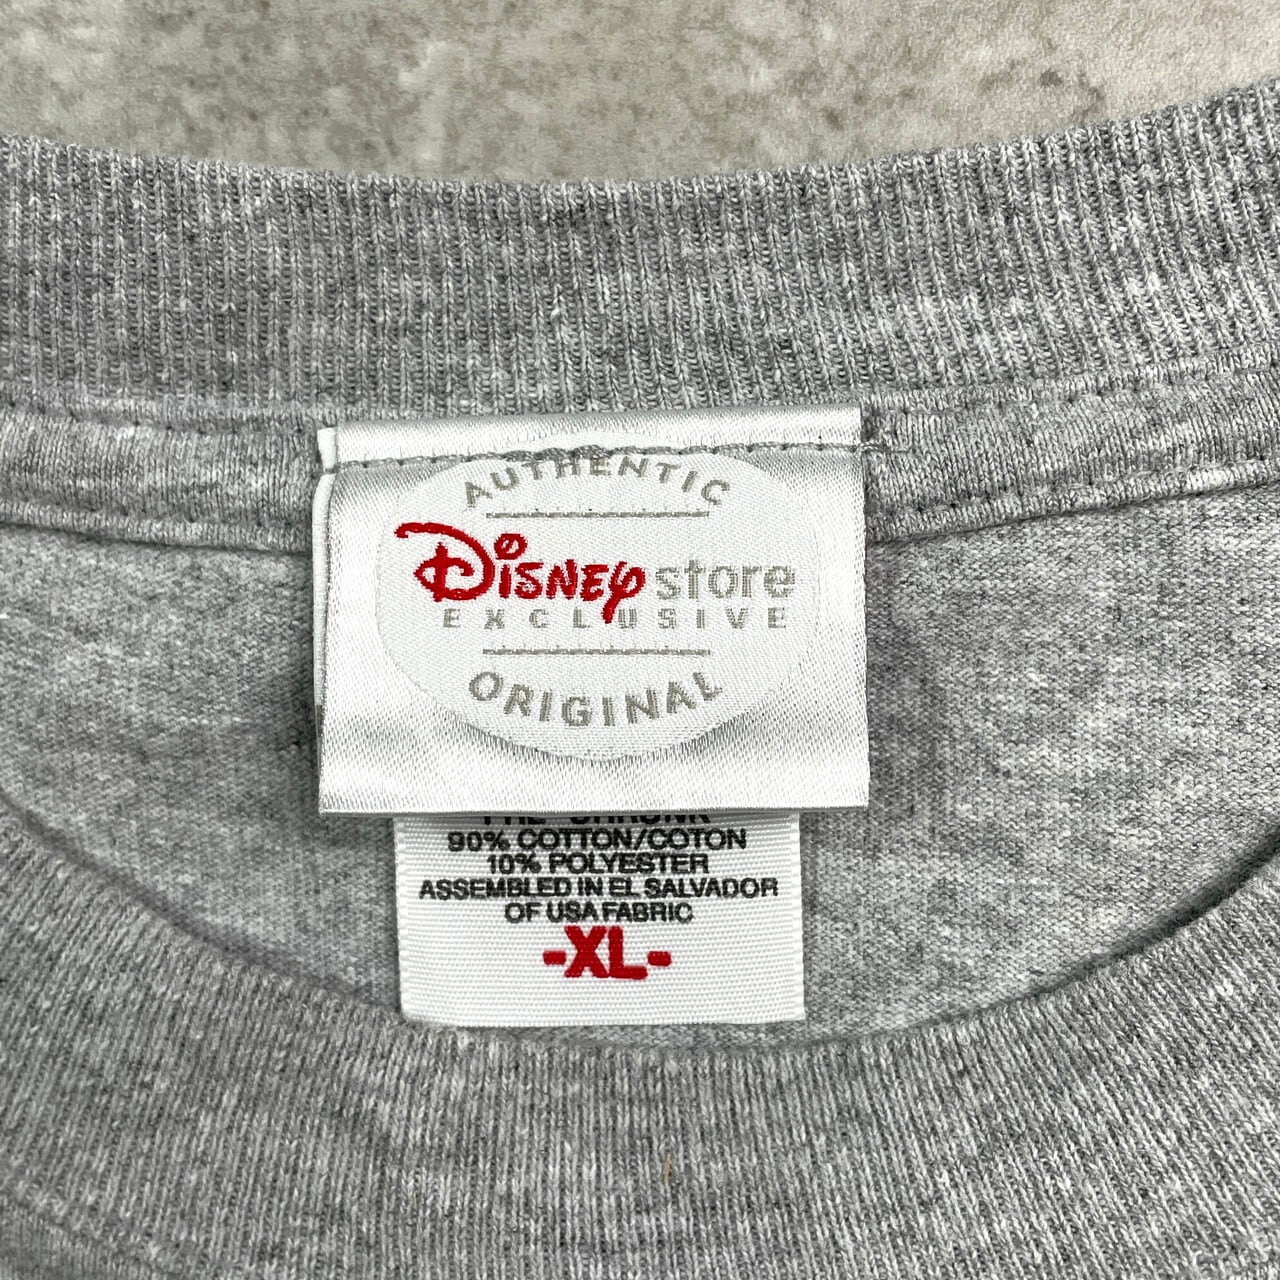 AUTHENTIC
Disney store
EXCLUSIVE
ORIGINAL
90% COTTON/COTON
10% POLYESTER
ASSEMBLED IN EL SALVADOR
OF USA FABRIC
-XL-